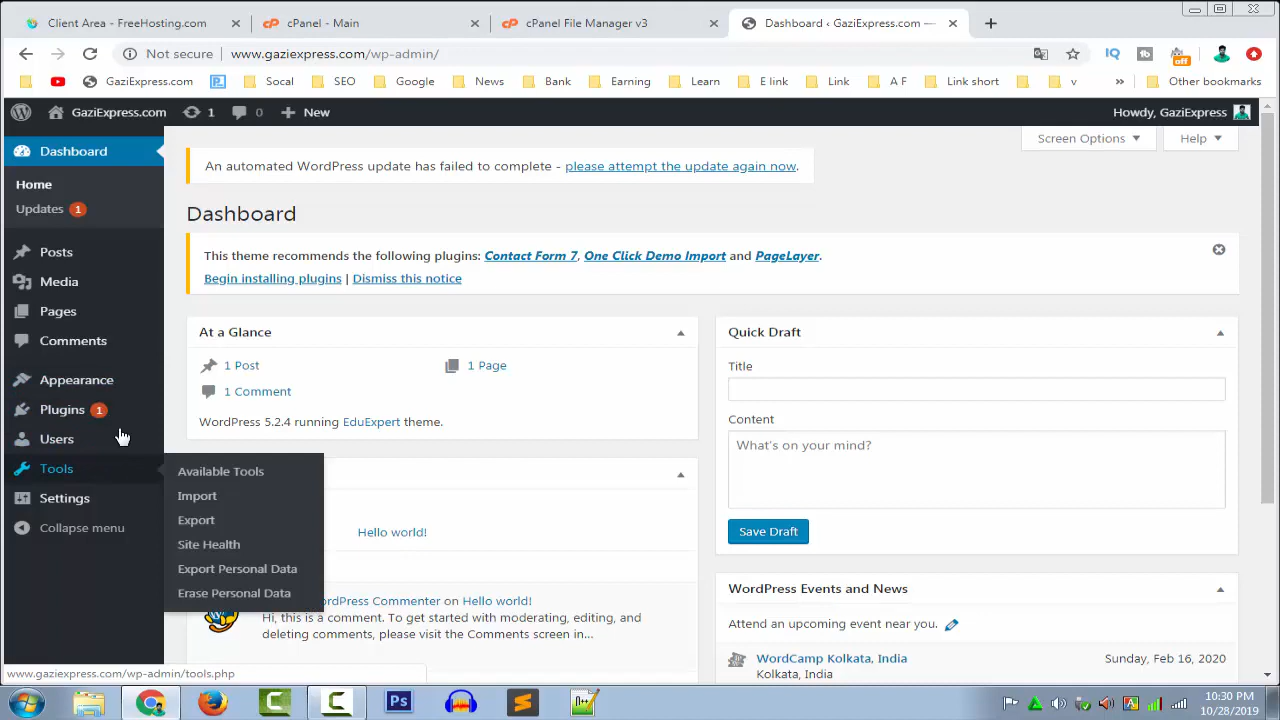 Client Area - FreeHosting.com
cPanel - Main
cPanel File Manager v3
Dashboard ‹ GaziExpress.com —
Not secure
www.gaziexpress.com/wp-admin/
GaziExpress.com
Socal
SEO
Google
News
Bank
Earning
Learn
E link
Link
A F
Link short
v
»
Other bookmarks
GaziExpress.com
1
0
New
Howdy, GaziExpress
Dashboard
Home
Updates 1
Posts
Media
Pages
Comments
Appearance
Plugins 1
Users
Tools
Settings
Collapse menu
Available Tools
Import
Export
Site Health
Export Personal Data
Erase Personal Data
Screen Options
Help
An automated WordPress update has failed to complete - please attempt the update again now.
Dashboard
This theme recommends the following plugins: Contact Form 7, One Click Demo Import and PageLayer.
Begin installing plugins | Dismiss this notice
At a Glance
1 Post
1 Page
1 Comment
WordPress 5.2.4 running EduExpert theme.
Hello world!
Commenter on Hello world!
Hi, this is a comment. To get started with moderating, editing, and
deleting comments, please visit the Comments screen in...
Quick Draft
Title
Content
What's on your mind?
Save Draft
WordPress Events and News
Attend an upcoming event near you.
WordCamp Kolkata, India
Sunday, Feb 16, 2020
Kolkata, India
www.gaziexpress.com/wp-admin/tools.php
10:30 PM
10/28/2019